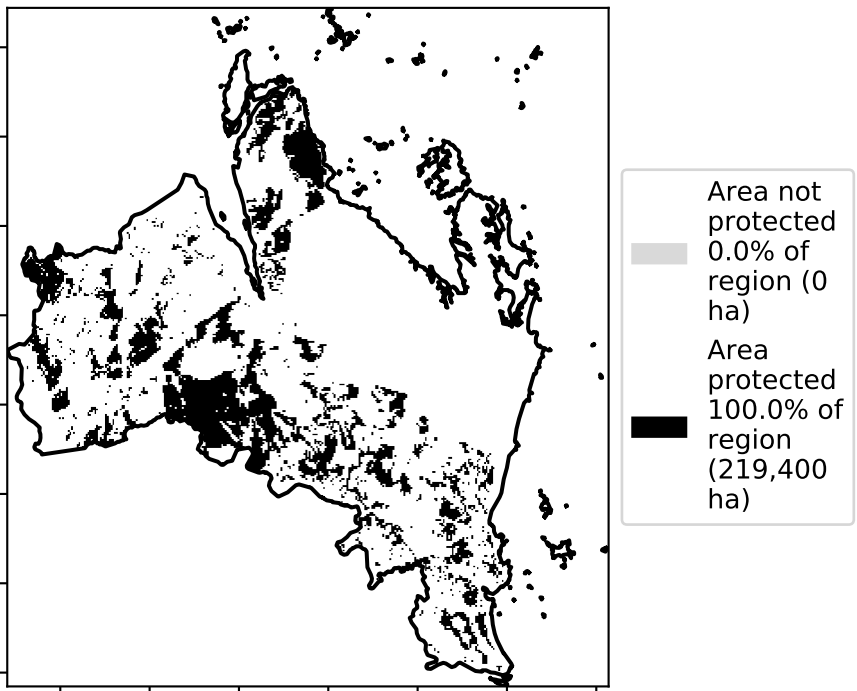 Area not
protected
0.0% of
region (0
ha)
Area
protected
100.0% of
region
(219,400
ha)